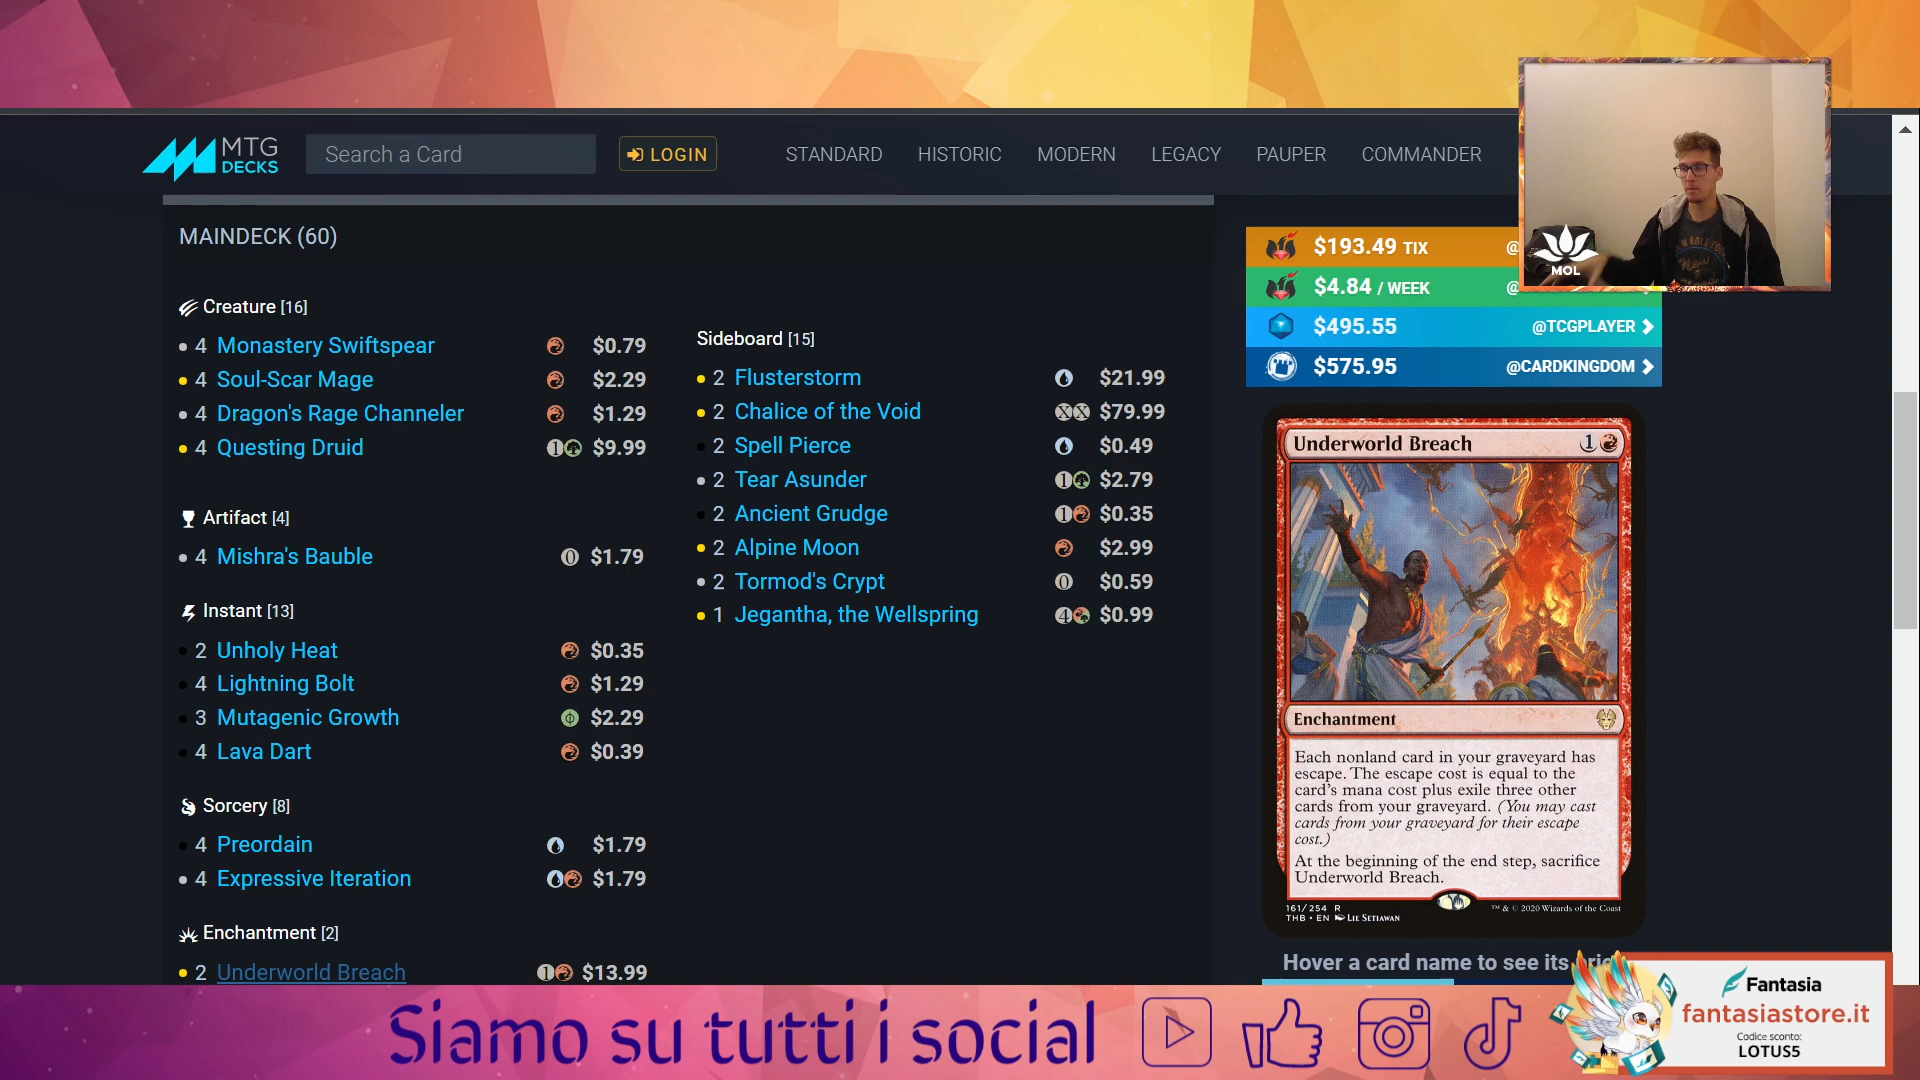 MTG
DECKS
Search a Card
LOGIN
STANDARD
HISTORIC
MODERN
LEGACY
PAUPER
COMMANDER
MAINDECK (60)
Creature [16]
4 Monastery Swiftspear $0.79
4 Soul-Scar Mage $2.29
4 Dragon's Rage Channeler $1.29
4 Questing Druid 1 $9.99
Artifact [4]
4 Mishra's Bauble 0 $1.79
Instant [13]
2 Unholy Heat $0.35
4 Lightning Bolt $1.29
3 Mutagenic Growth $2.29
4 Lava Dart $0.39
Sorcery [8]
4 Preordain $1.79
4 Expressive Iteration $1.79
Enchantment [2]
2 Underworld Breach 1 $13.99
Sideboard [15]
2 Flusterstorm $21.99
2 Chalice of the Void XX $79.99
2 Spell Pierce $0.49
2 Tear Asunder 1 $2.79
2 Ancient Grudge 1 $0.35
2 Alpine Moon $2.99
2 Tormod's Crypt 0 $0.59
1 Jegantha, the Wellspring 4 $0.99
$193.49 TIX @
$4.84 / WEEK @
$495.55 @TCGPLAYER
$575.95 @CARDKINGDOM
MOL
Underworld Breach 1
Enchantment
Each nonland card in your graveyard has
escape. The escape cost is equal to the
card's mana cost plus exile three other
cards from your graveyard. (You may cast
cards from your graveyard for their escape
cost.)
At the beginning of the end step, sacrifice
Underworld Breach.
161/254 R
THB • EN LIE SETIAWAN
™ & © 2020 Wizards of the Coast
Hover a card name to see its
Siamo su tutti i social
Fantasia
fantasiastore.it
Codice sconto:
LOTUS5